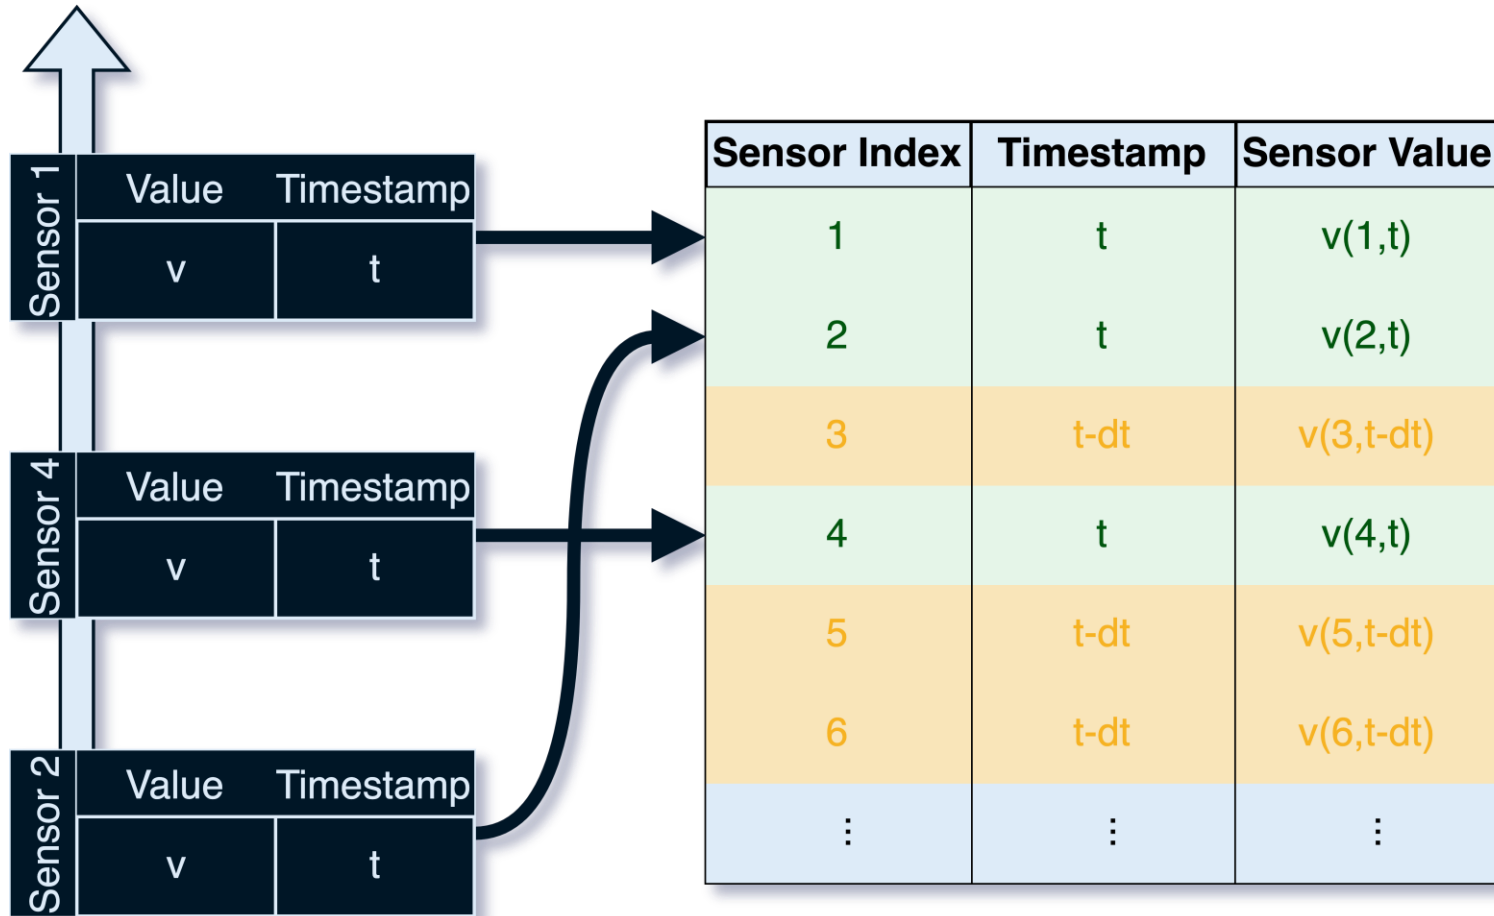 Sensor 1
Value Timestamp
v t
Sensor 4
Value Timestamp
v t
Sensor 2
Value Timestamp
v t
Sensor Index Timestamp Sensor Value
1 t v(1,t)
2 t v(2,t)
3 t-dt v(3,t-dt)
4 t v(4,t)
5 t-dt v(5,t-dt)
6 t-dt v(6,t-dt)
⋮ ⋮ ⋮